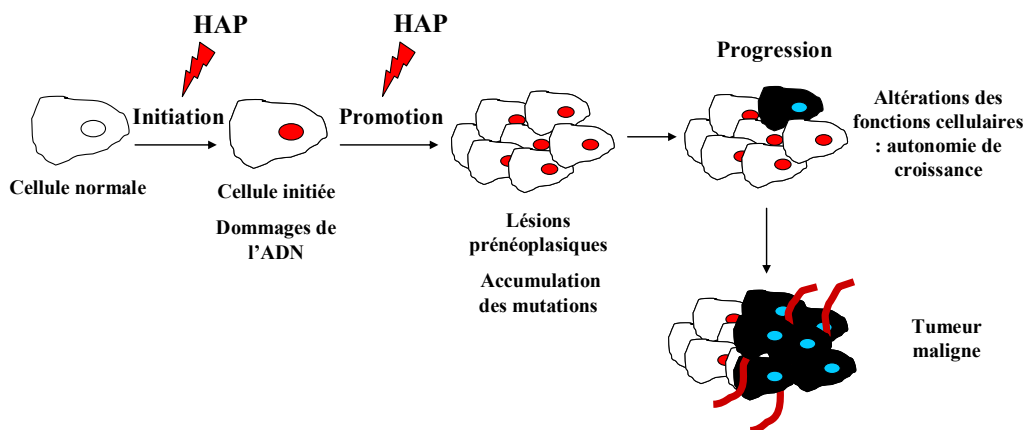 HAP
HAP
Initiation
Promotion
Progression
Cellule normale
Cellule initiée
Dommages de
l'ADN
Lésions
prénéoplasiques
Accumulation
des mutations
Altérations des
fonctions cellulaires
: autonomie de
croissance
Tumeur
maligne